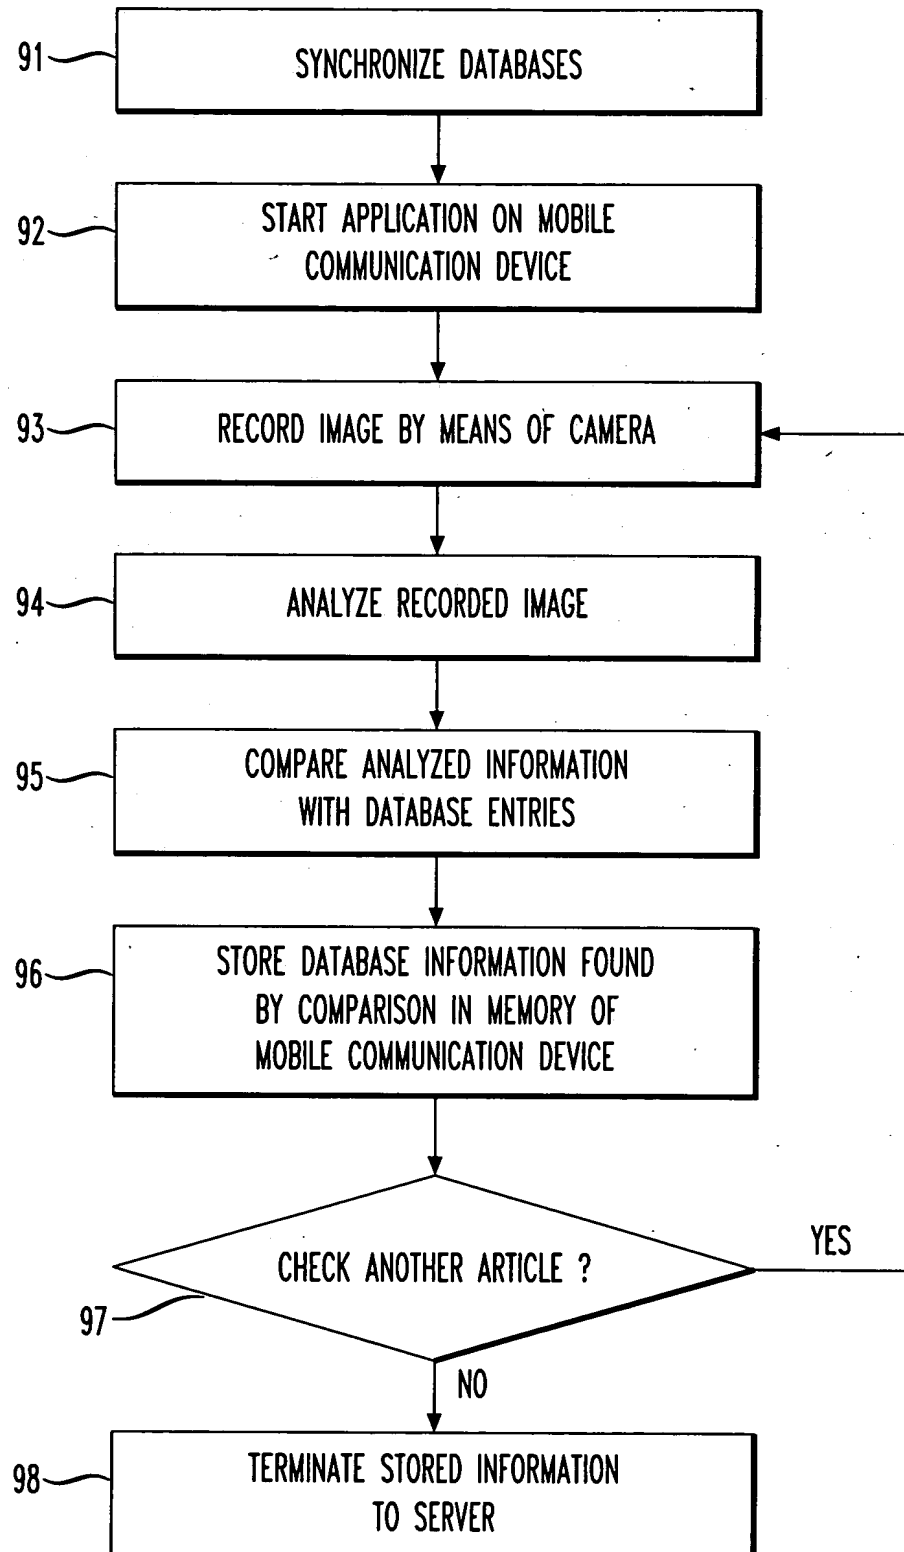 91
SYNCHRONIZE DATABASES
92
START APPLICATION ON MOBILE
COMMUNICATION DEVICE
93
RECORD IMAGE BY MEANS OF CAMERA
94
ANALYZE RECORDED IMAGE
95
COMPARE ANALYZED INFORMATION
WITH DATABASE ENTRIES
96
STORE DATABASE INFORMATION FOUND
BY COMPARISON IN MEMORY OF
MOBILE COMMUNICATION DEVICE
CHECK ANOTHER ARTICLE ?
YES
97
NO
98
TERMINATE STORED INFORMATION
TO SERVER